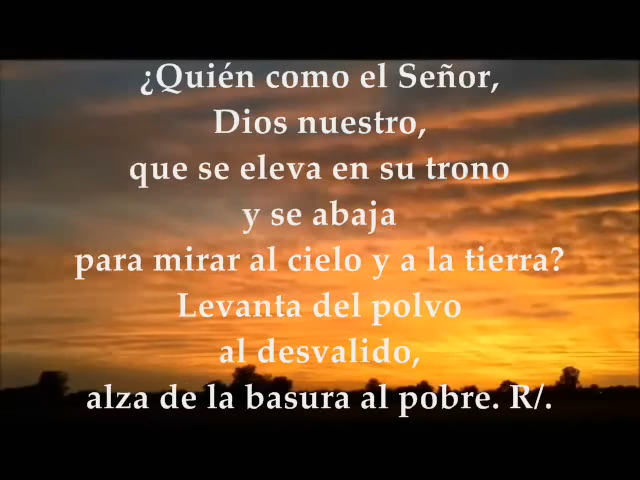 ¿Quién como el Señor,
Dios nuestro,
que se eleva en su trono
y se abaja
para mirar al cielo y a la tierra?
Levanta del polvo
al desvalido,
alza de la basura al pobre. R/.